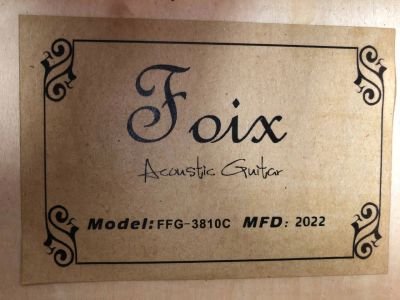 Foix
Acoustic Guitar
Model: FFG-3810C MFD: 2022